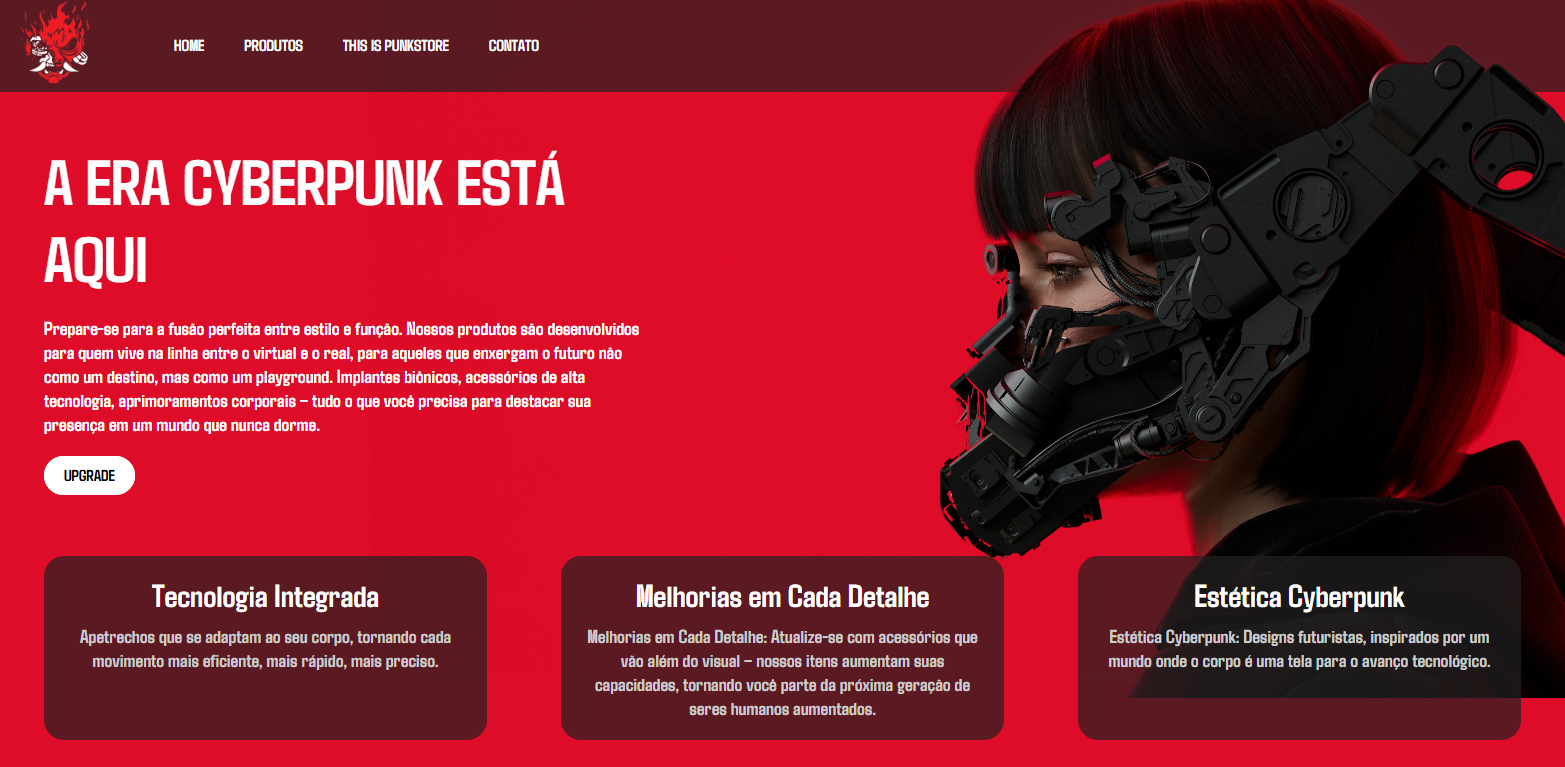 HOME PRODUTOS THIS IS PUNKSTORE CONTATO
A ERA CYBERPUNK ESTÁ
AQUI
Prepare-se para a fusão perfeita entre estilo e função. Nossos produtos são desenvolvidos
para quem vive na linha entre o virtual e o real, para aqueles que enxergam o futuro não
como um destino, mas como um playground. Implantes biônicos, acessórios de alta
tecnologia, aprimoramentos corporais – tudo o que você precisa para destacar sua
presença em um mundo que nunca dorme.
UPGRADE
Tecnologia Integrada
Apetrechos que se adaptam ao seu corpo, tornando cada
movimento mais eficiente, mais rápido, mais preciso.
Melhorias em Cada Detalhe
Melhorias em Cada Detalhe: Atualize-se com acessórios que
vão além do visual – nossos itens aumentam suas
capacidades, tornando você parte da próxima geração de
seres humanos aumentados.
Estética Cyberpunk
Estética Cyberpunk: Designs futuristas, inspirados por um
mundo onde o corpo é uma tela para o avanço tecnológico.